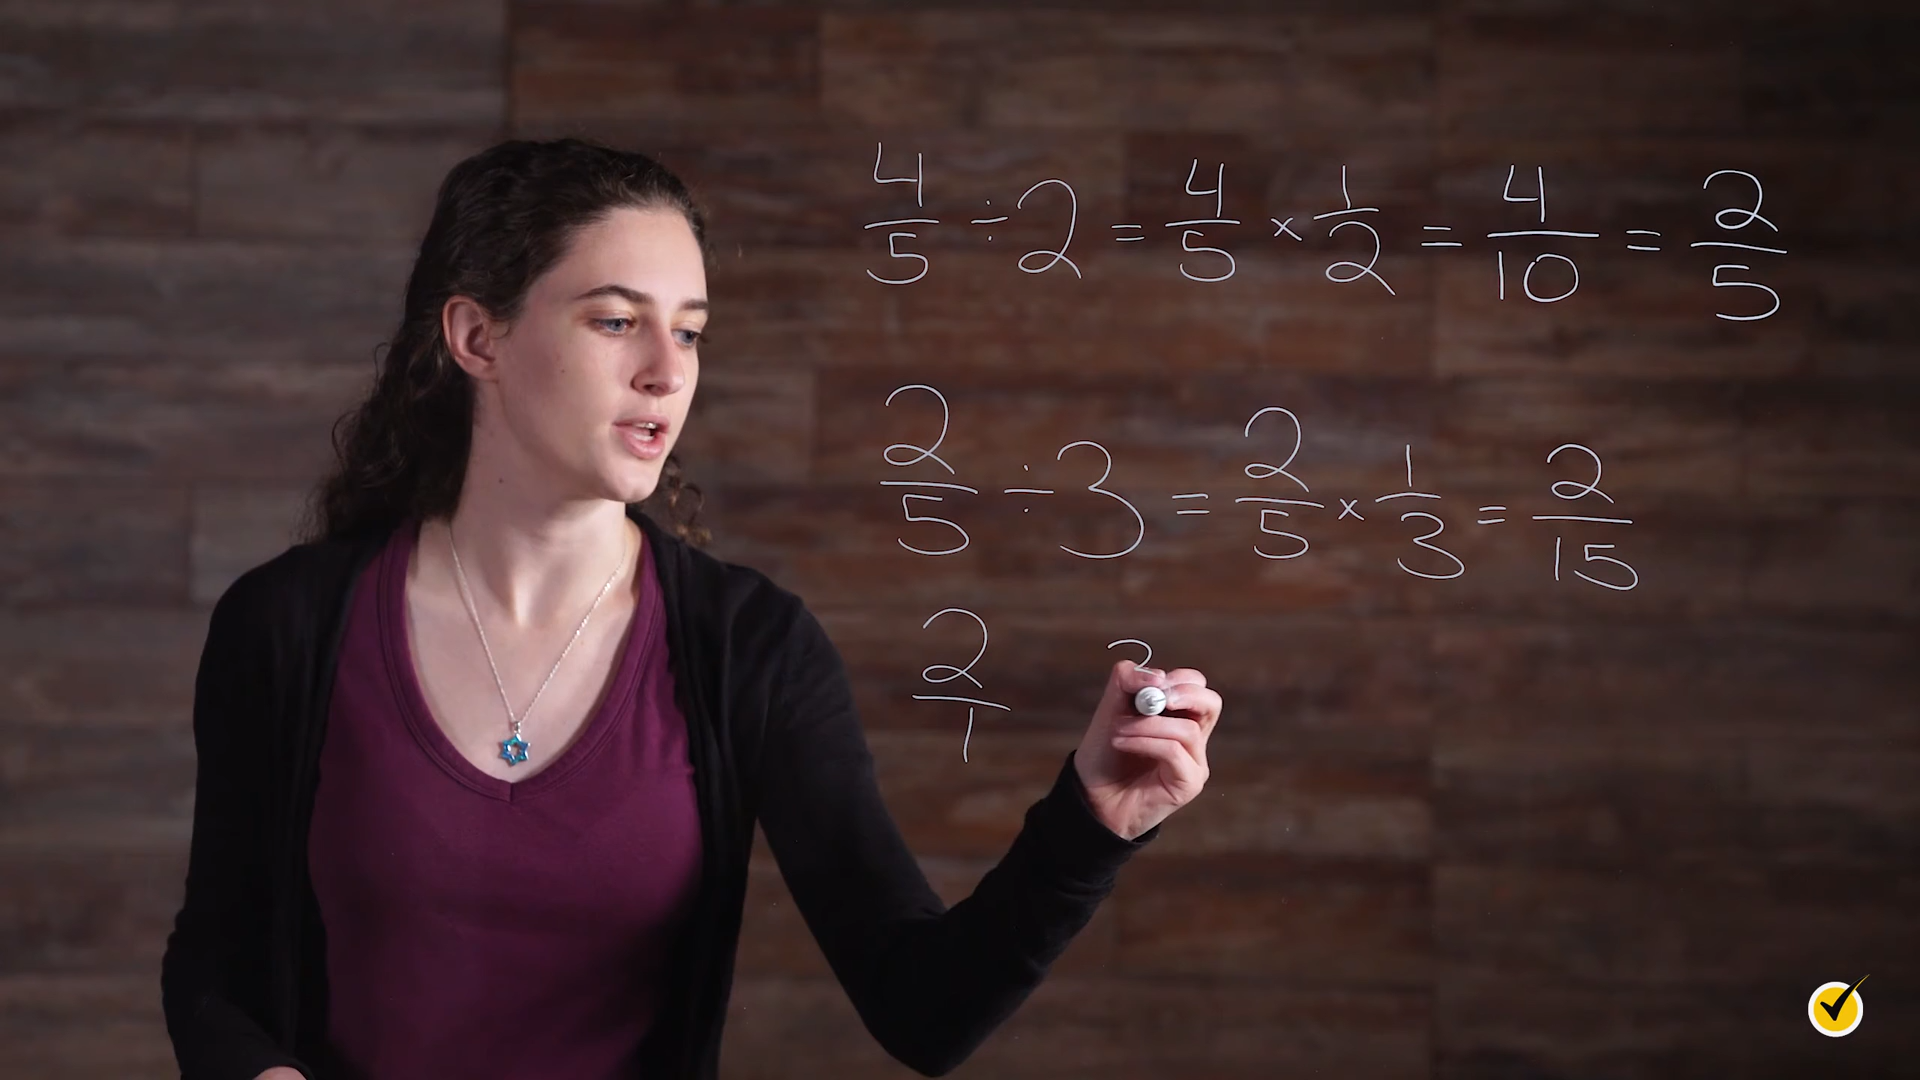 4/5 ÷ 2 = 4/5 × 1/2 = 4/10 = 2/5
2/5 ÷ 3 = 2/5 × 1/3 = 2/15
2/1